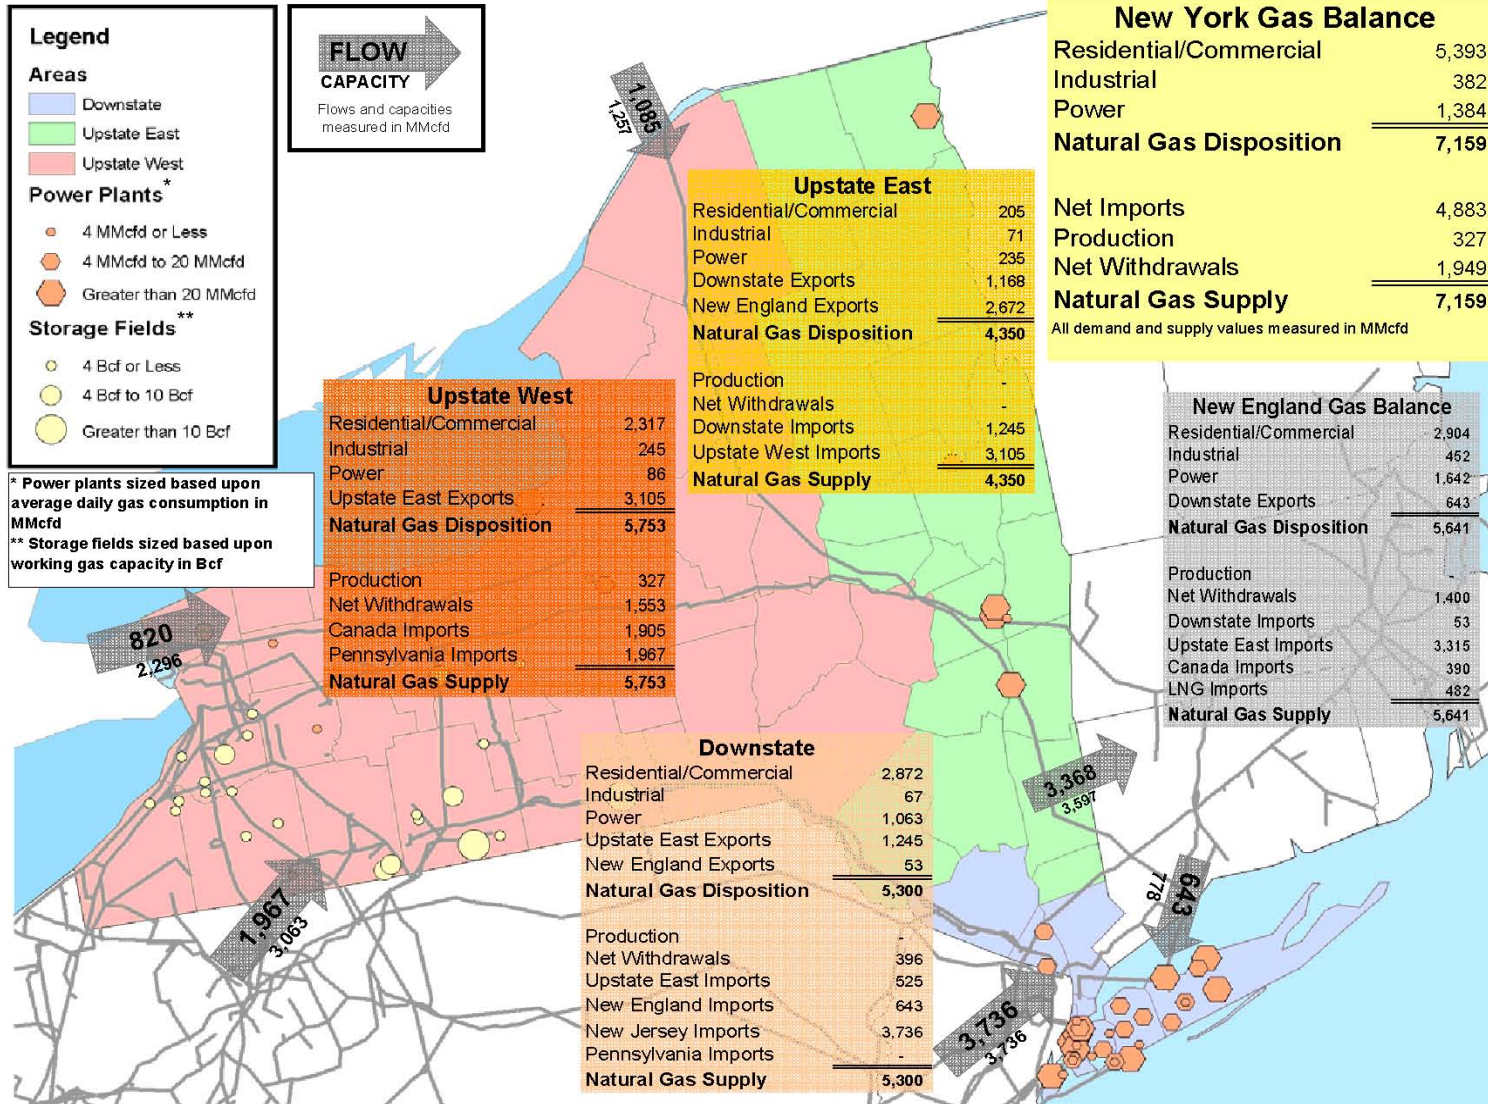 Legend
Areas
Downstate
Upstate East
Upstate West
Power Plants*
4 MMcfd or Less
4 MMcfd to 20 MMcfd
Greater than 20 MMcfd
Storage Fields**
4 Bcf or Less
4 Bcf to 10 Bcf
Greater than 10 Bcf
* Power plants sized based upon
average daily gas consumption in
MMcfd
** Storage fields sized based upon
working gas capacity in Bcf
FLOW
CAPACITY
Flows and capacities
measured in MMcfd
1,085
1,257
New York Gas Balance
Residential/Commercial 5,393
Industrial 382
Power 1,384
Natural Gas Disposition 7,159
Net Imports 4,883
Production 327
Net Withdrawals 1,949
Natural Gas Supply 7,159
All demand and supply values measured in MMcfd
Upstate East
Residential/Commercial 205
Industrial 71
Power 235
Downstate Exports 1,168
New England Exports 2,672
Natural Gas Disposition 4,350
Production -
Net Withdrawals -
Downstate Imports 1,245
Upstate West Imports 3,105
Natural Gas Supply 4,350
Upstate West
Residential/Commercial 2,317
Industrial 245
Power 86
Upstate East Exports 3,105
Natural Gas Disposition 5,753
Production 327
Net Withdrawals 1,553
Canada Imports 1,905
Pennsylvania Imports 1,967
Natural Gas Supply 5,753
New England Gas Balance
Residential/Commercial 2,904
Industrial 452
Power 1,642
Downstate Exports 643
Natural Gas Disposition 5,641
Production -
Net Withdrawals 1,400
Downstate Imports 53
Upstate East Imports 3,315
Canada Imports 390
LNG Imports 482
Natural Gas Supply 5,641
820
2,296
Downstate
Residential/Commercial 2,872
Industrial 67
Power 1,063
Upstate East Exports 1,245
New England Exports 53
Natural Gas Disposition 5,300
Production -
Net Withdrawals 396
Upstate East Imports 525
New England Imports 643
New Jersey Imports 3,736
Pennsylvania Imports -
Natural Gas Supply 5,300
3,368
3,597
643
778
1,967
3,063
3,736
3,736